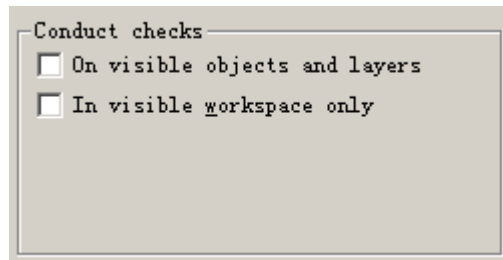 Conduct checks
On visible objects and layers
In visible workspace only